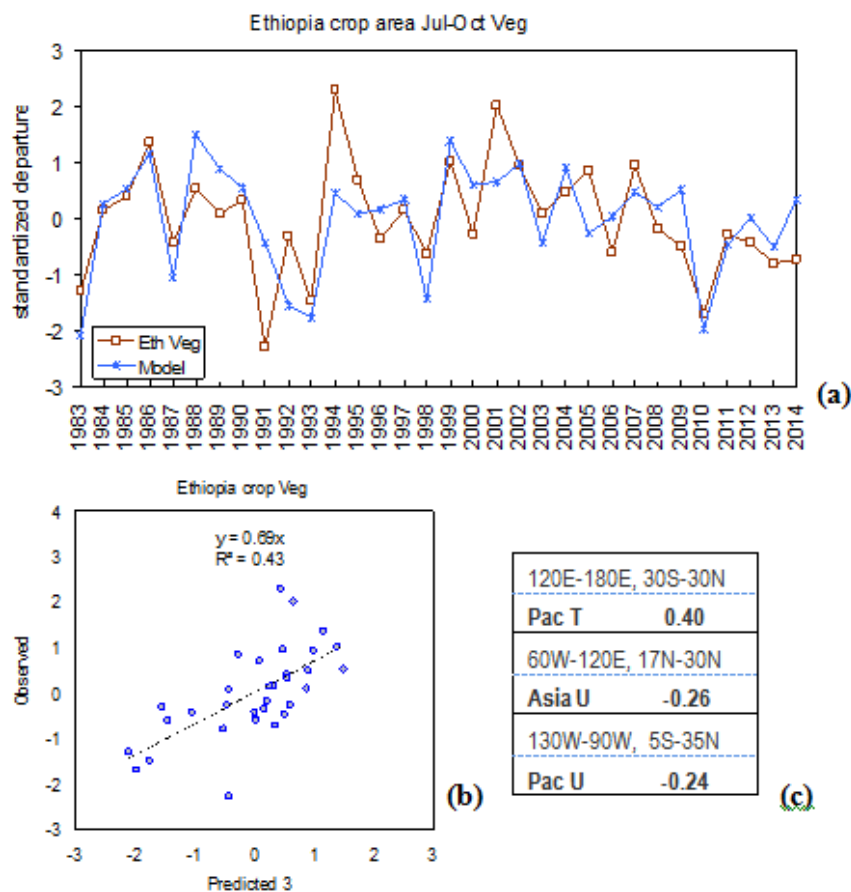 Ethiopia crop area Jul-Oct Veg
standardized departure
3
2
1
0
-1
-2
-3
Eth Veg
Model
1983
1984
1985
1986
1987
1988
1989
1990
1991
1992
1993
1994
1995
1996
1997
1998
1999
2000
2001
2002
2003
2004
2005
2006
2007
2008
2009
2010
2011
2012
2013
2014
(a)
Ethiopia crop Veg
y = 0.69x
R² = 0.43
Observed
4
3
2
1
0
-1
-2
-3
-3 -2 -1 0 1 2 3
Predicted 3
(b)
120E-180E, 30S-30N
Pac T 0.40
60W-120E, 17N-30N
Asia U -0.26
130W-90W, 5S-35N
Pac U -0.24
(c)